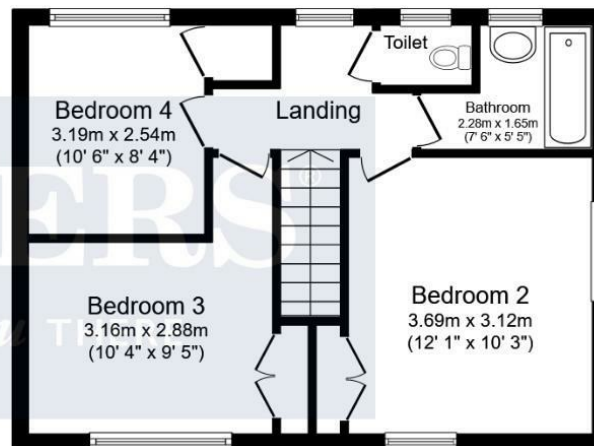 Toilet
Bedroom 4
3.19m x 2.54m
(10' 6" x 8' 4")
Landing
Bathroom
2.28m x 1.65m
(7' 6" x 5' 5")
ERS®
Bedroom 3
3.16m x 2.88m
(10' 4" x 9' 5")
Bedroom 2
3.69m x 3.12m
(12' 1" x 10' 3")
u THERE